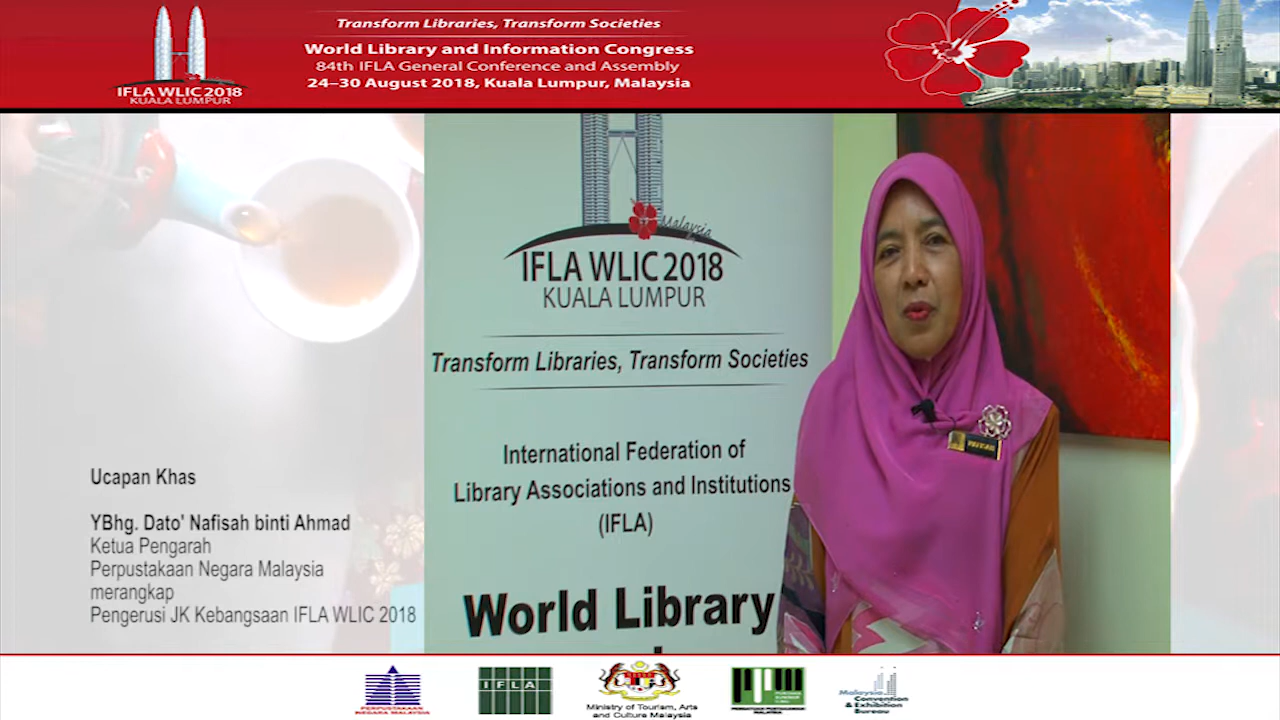 Transform Libraries, Transform Societies
World Library and Information Congress
84th IFLA General Conference and Assembly
24–30 August 2018, Kuala Lumpur, Malaysia
IFLA WLIC 2018
KUALA LUMPUR
Malaysia
IFLA WLIC 2018
KUALA LUMPUR
Transform Libraries, Transform Societies
International Federation of
Library Associations and Institutions
(IFLA)
World Library
Ucapan Khas
YBhg. Dato' Nafisah binti Ahmad
Ketua Pengarah
Perpustakaan Negara Malaysia
merangkap
Pengerusi JK Kebangsaan IFLA WLIC 2018
PERPUSTAKAAN
NEGARA MALAYSIA
IFLA
Ministry of Tourism, Arts
and Culture Malaysia
Malaysia
Convention
& Exhibition
Bureau